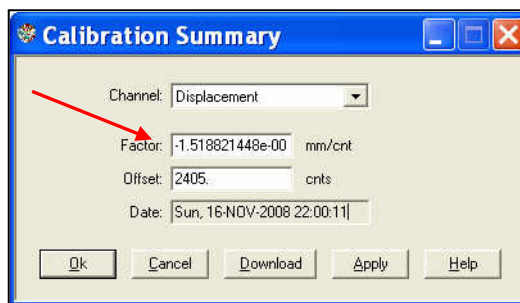 Calibration Summary
Channel: Displacement
Factor: -1.518821448e-00 mm/cnt
Offset: 2405. cnts
Date: Sun, 16-NOV-2008 22:00:11
Ok Cancel Download Apply Help